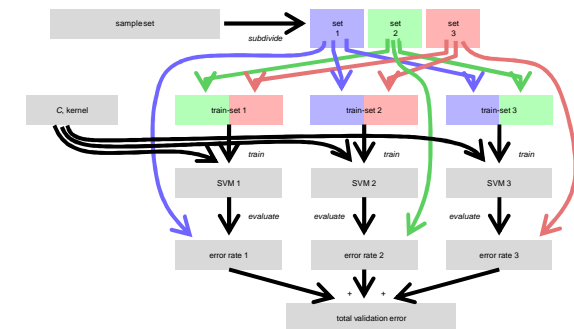 sampleset
subdivide
set
1
set
2
set
3
C, kernel
train-set 1
train-set 2
train-set 3
train
train
train
SVM 1
SVM 2
SVM 3
evaluate
evaluate
evaluate
error rate 1
error rate 2
error rate 3
+
+
total validation error